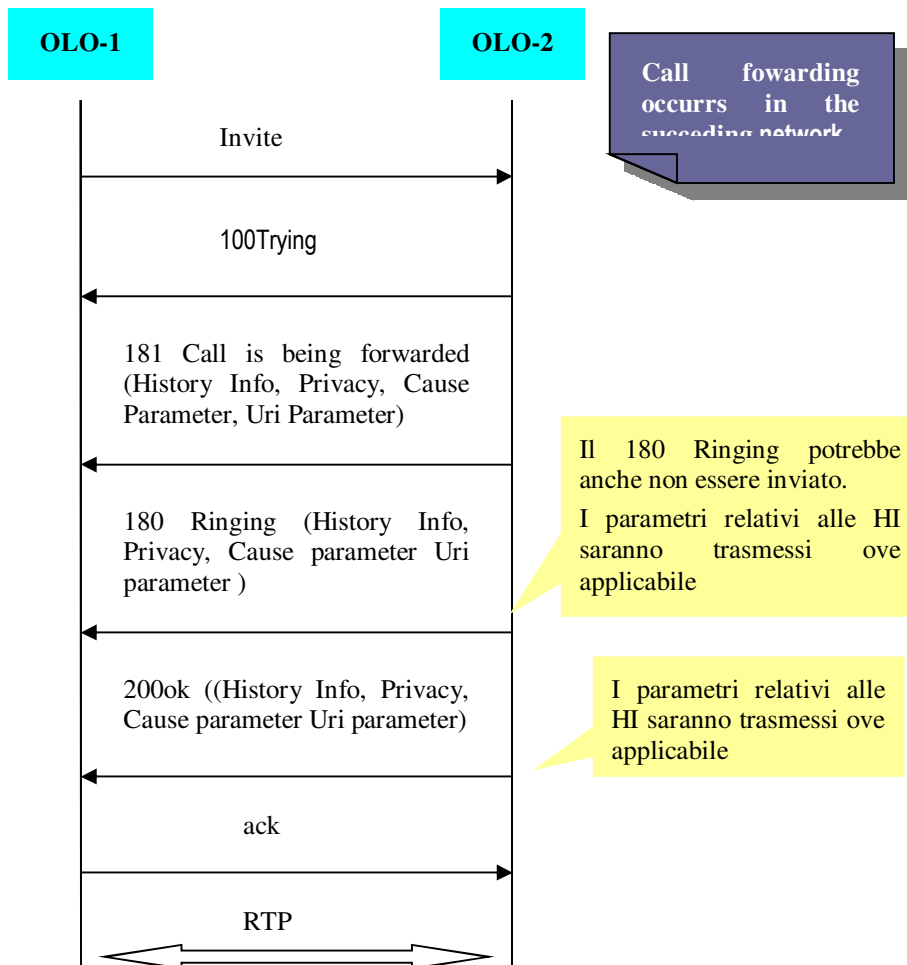 OLO-1
OLO-2
Call fowarding
occurrs in the
succeding network
Invite
100Trying
181 Call is being forwarded
(History Info, Privacy, Cause
Parameter, Uri Parameter)
Il 180 Ringing potrebbe
anche non essere inviato.
I parametri relativi alle HI
saranno trasmessi ove
applicabile
180 Ringing (History Info,
Privacy, Cause parameter Uri
parameter )
200ok ((History Info, Privacy,
Cause parameter Uri parameter)
I parametri relativi alle
HI saranno trasmessi ove
applicabile
ack
RTP